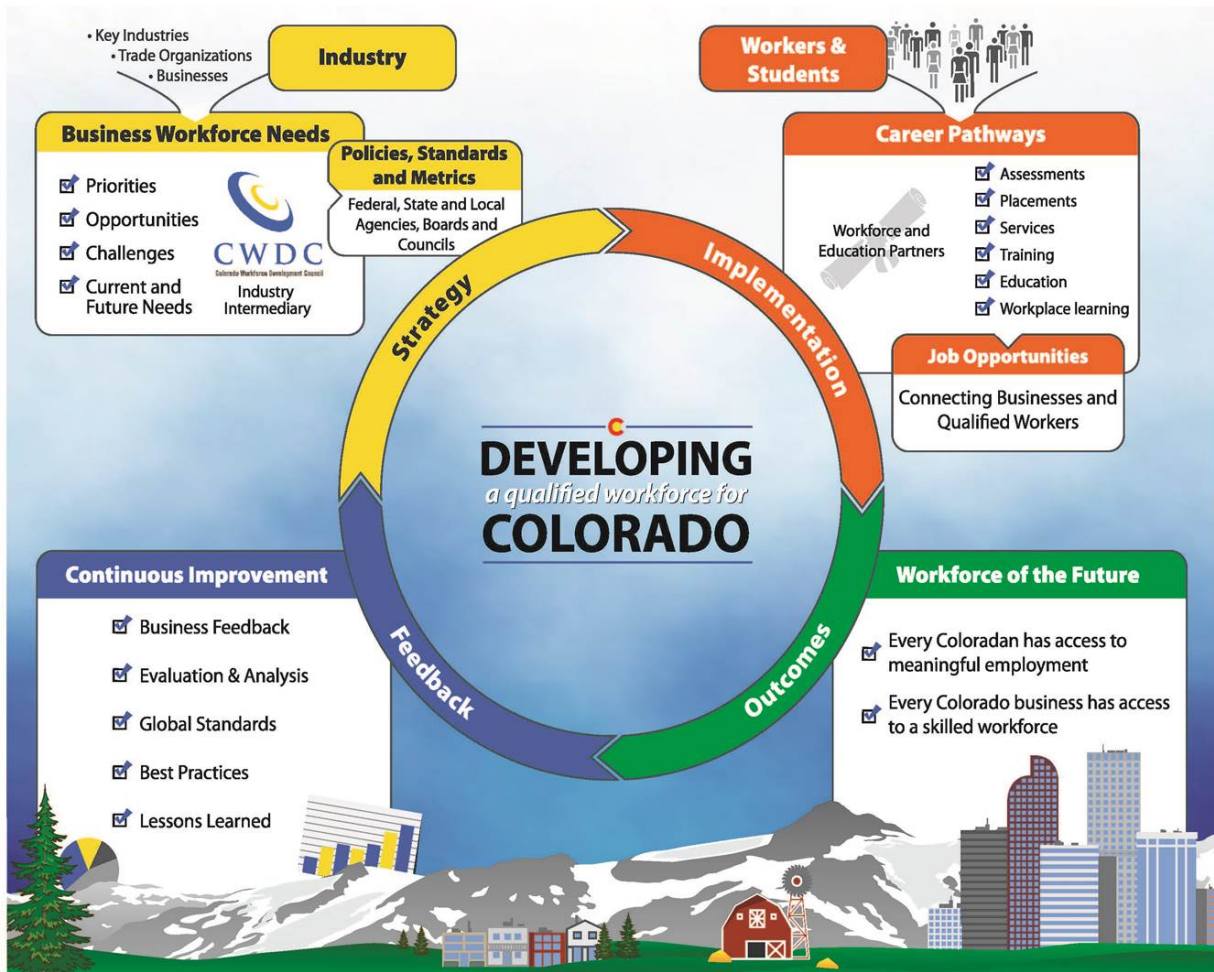 • Key Industries
• Trade Organizations
• Businesses
Industry
Business Workforce Needs
Priorities
Opportunities
Challenges
Current and
Future Needs
CWDC
Colorado Workforce Development Council
Industry
Intermediary
Policies, Standards
and Metrics
Federal, State and Local
Agencies, Boards and
Councils
Workers &
Students
Career Pathways
Workforce and
Education Partners
Assessments
Placements
Services
Training
Education
Workplace learning
Job Opportunities
Connecting Businesses and
Qualified Workers
Strategy
Implementation
Outcomes
Feedback
DEVELOPING
a qualified workforce for
COLORADO
Continuous Improvement
Business Feedback
Evaluation & Analysis
Global Standards
Best Practices
Lessons Learned
Workforce of the Future
Every Coloradan has access to
meaningful employment
Every Colorado business has access
to a skilled workforce